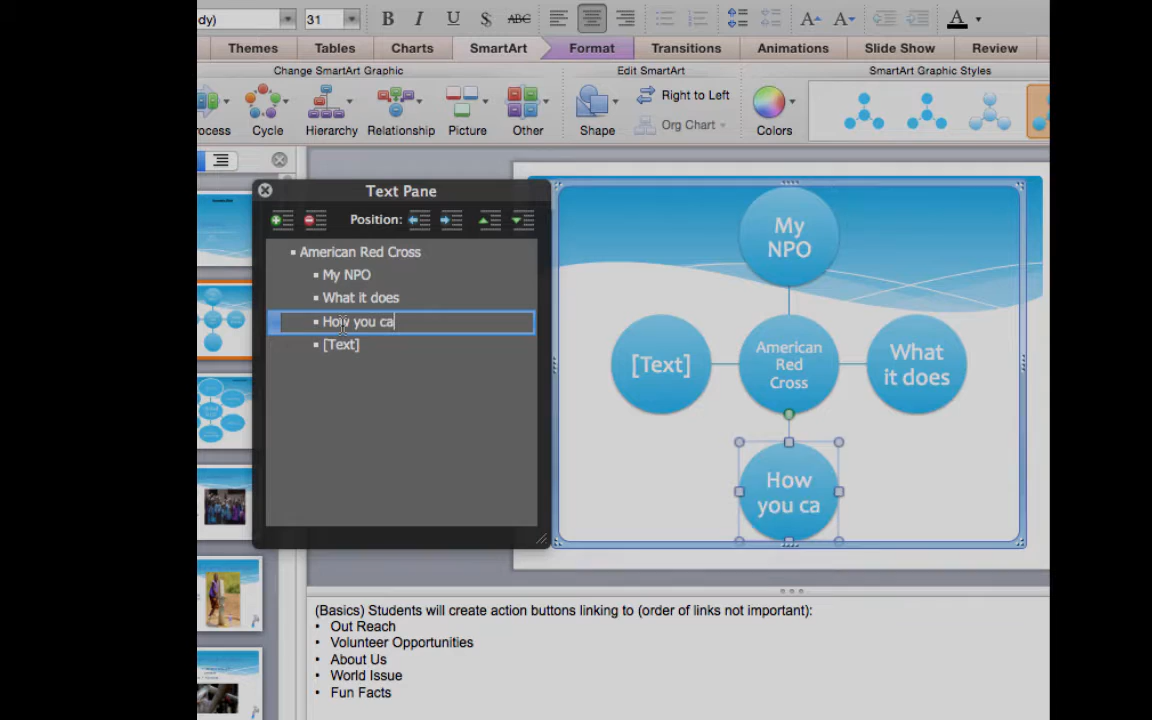 dy)
31
B I U S ABC
A A A
Themes Tables Charts SmartArt Format Transitions Animations Slide Show Review
Change SmartArt Graphic Edit SmartArt SmartArt Graphic Styles
Right to Left
Org Chart
rocess Cycle Hierarchy Relationship Picture Other Shape Colors
Text Pane
Position:
American Red Cross
My NPO
What it does
How you ca
[Text]
My
NPO
[Text]
American
Red
Cross
What
it does
How
you ca
(Basics) Students will create action buttons linking to (order of links not important):
• Out Reach
• Volunteer Opportunities
• About Us
• World Issue
• Fun Facts